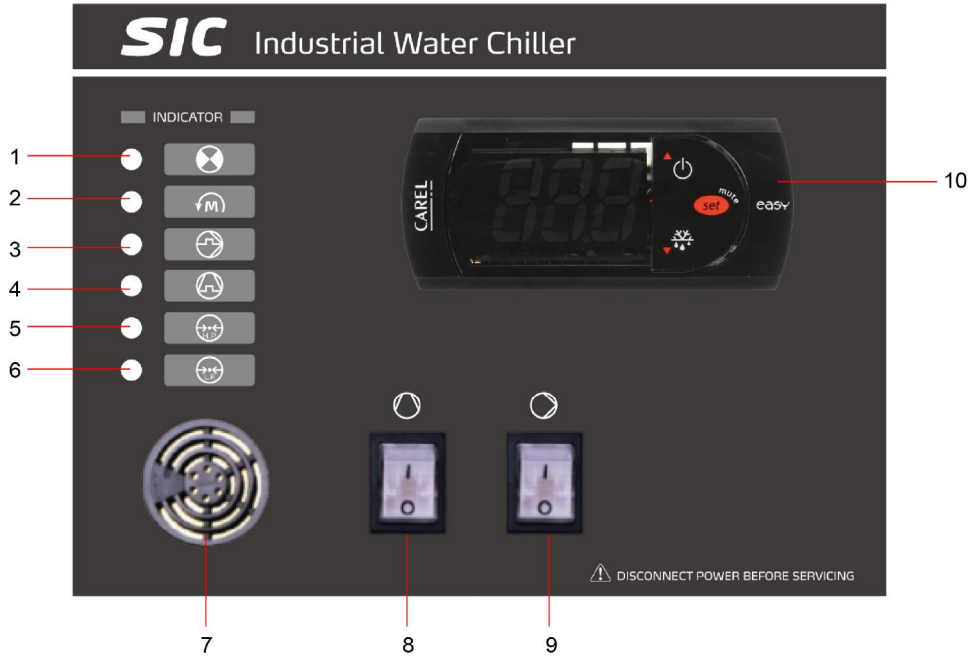 SIC Industrial Water Chiller
INDICATOR
1
2
M
3
4
5
H.P
6
L.P
CAREL
888
mute
set
easy
10
I
O
I
O
⚠ DISCONNECT POWER BEFORE SERVICING
7
8
9